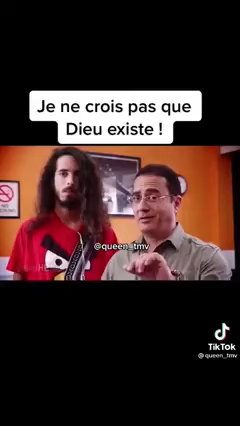 Je ne crois pas que
Dieu existe !
@queen_tmv
TikTok
@queen_tmv